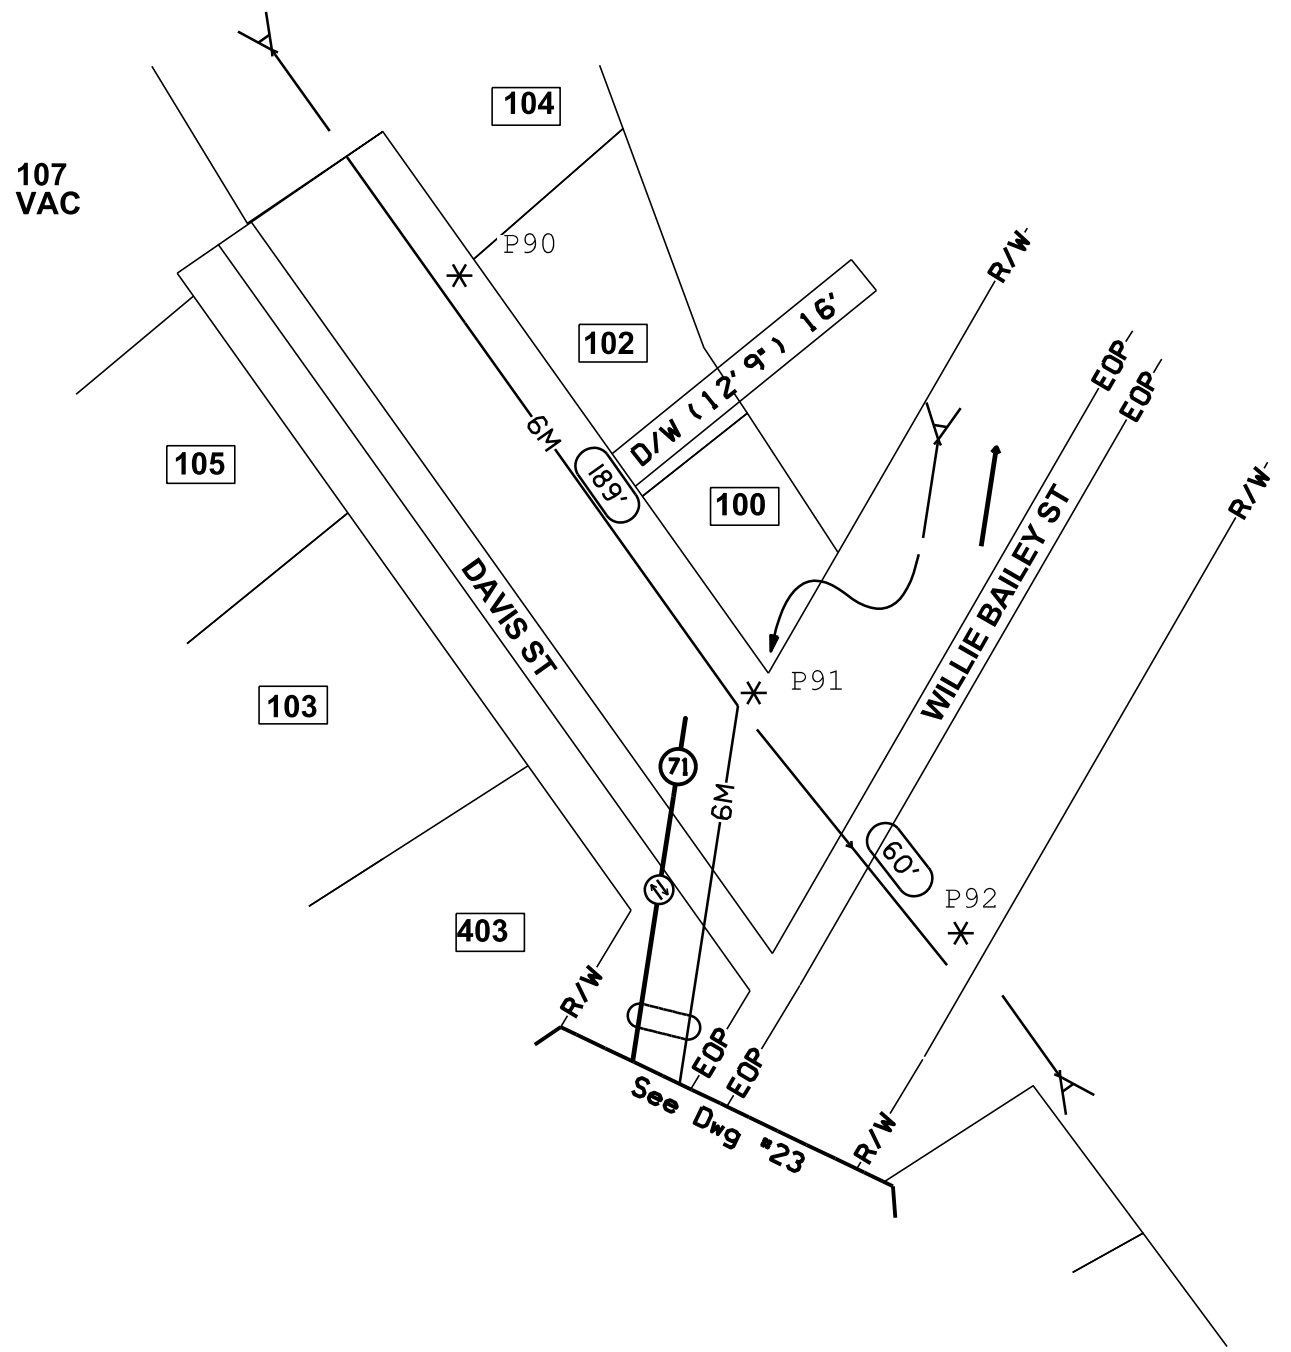 104
107
VAC
P90
R/W
102
D/W (12' 9") 16'
EOP
EOP
6M
189'
105
100
R/W
DAVIS ST
WILLIE BAILEY ST
P91
103
71
6M
60'
P92
403
R/W
EOP
EOP
See Dwg #23
R/W